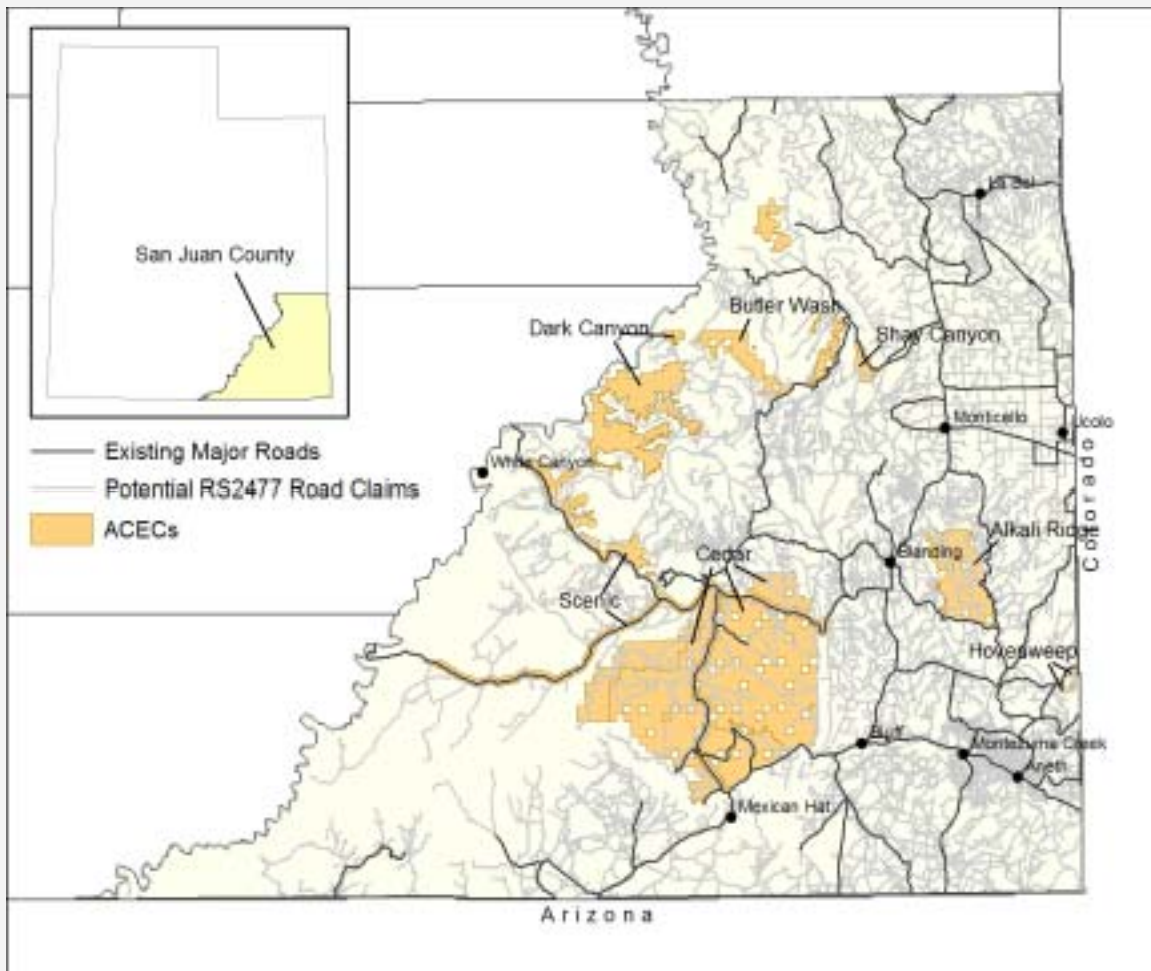 San Juan County
Existing Major Roads
Potential RS2477 Road Claims
ACECs
La Sal
Butler Wash
Dark Canyon
Shay Canyon
Monticello
Ucolo
White Canyon
Colorado
Alkali Ridge
Blanding
Cedar
Scenic
Hovenweep
Bluff
Montezuma Creek
Aneth
Mexican Hat
Arizona